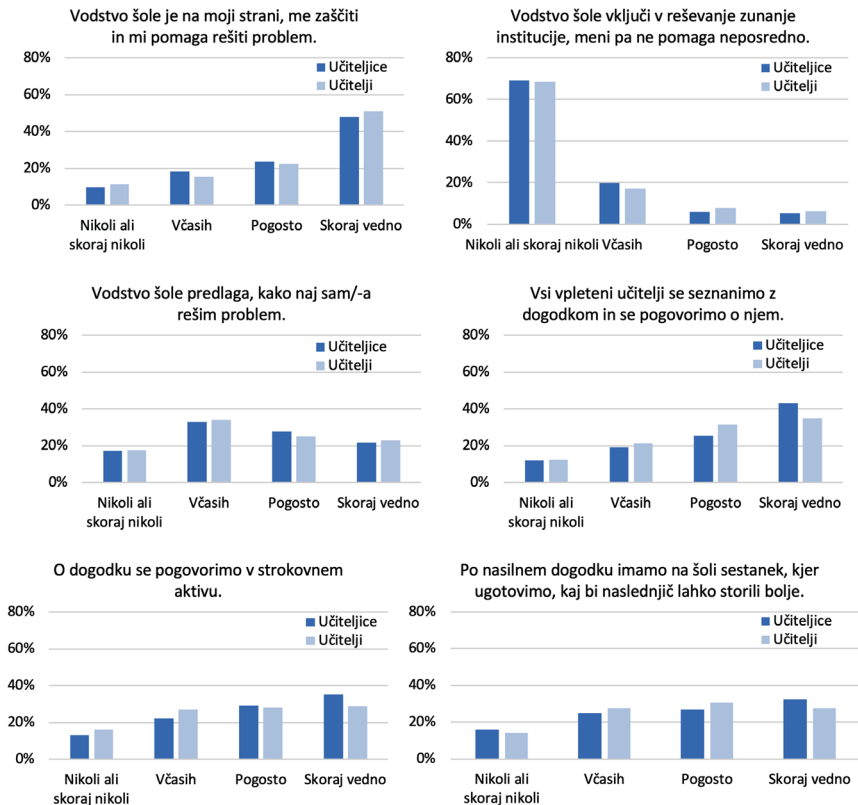 Vodstvo šole je na moji strani, me zaščiti
in mi pomaga rešiti problem.
80%
60%
40%
20%
0%
Učiteljice
Učitelji
Nikoli ali
skoraj nikoli
Včasih
Pogosto
Skoraj vedno
Vodstvo šole vključi v reševanje zunanje
institucije, meni pa ne pomaga neposredno.
80%
60%
40%
20%
0%
Učiteljice
Učitelji
Nikoli ali skoraj nikoli
Včasih
Pogosto
Skoraj vedno
Vodstvo šole predlaga, kako naj sam/-a
rešim problem.
80%
60%
40%
20%
0%
Učiteljice
Učitelji
Nikoli ali
skoraj nikoli
Včasih
Pogosto
Skoraj vedno
Vsi vpleteni učitelji se seznanimo z
dogodkom in se pogovorimo o njem.
80%
60%
40%
20%
0%
Učiteljice
Učitelji
Nikoli ali
skoraj nikoli
Včasih
Pogosto
Skoraj vedno
O dogodku se pogovorimo v strokovnem
aktivu.
80%
60%
40%
20%
0%
Učiteljice
Učitelji
Nikoli ali
skoraj nikoli
Včasih
Pogosto
Skoraj vedno
Po nasilnem dogodku imamo na šoli sestanek, kjer
ugotovimo, kaj bi naslednjič lahko storili bolje.
80%
60%
40%
20%
0%
Učiteljice
Učitelji
Nikoli ali
skoraj nikoli
Včasih
Pogosto
Skoraj vedno